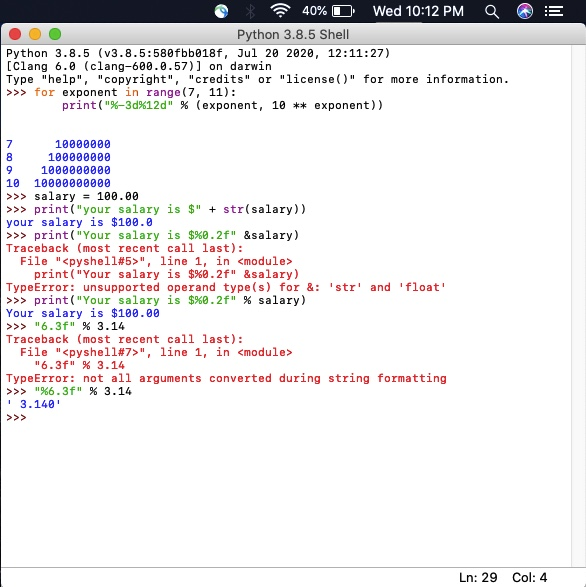 40% Wed 10:12 PM
Python 3.8.5 Shell
Python 3.8.5 (v3.8.5:580fbb018f, Jul 20 2020, 12:11:27)
[Clang 6.0 (clang-600.0.57)] on darwin
Type "help", "copyright", "credits" or "license()" for more information.
>>> for exponent in range(7, 11):
        print("%-3d%12d" % (exponent, 10 ** exponent))
7      10000000
8     100000000
9    1000000000
10  10000000000
>>> salary = 100.00
>>> print("your salary is $" + str(salary))
your salary is $100.0
>>> print("Your salary is $%0.2f" &salary)
Traceback (most recent call last):
  File "<pyshell#5>", line 1, in <module>
    print("Your salary is $%0.2f" &salary)
TypeError: unsupported operand type(s) for &: 'str' and 'float'
>>> print("Your salary is $%0.2f" % salary)
Your salary is $100.00
>>> "6.3f" % 3.14
Traceback (most recent call last):
  File "<pyshell#7>", line 1, in <module>
    "6.3f" % 3.14
TypeError: not all arguments converted during string formatting
>>> "%6.3f" % 3.14
' 3.140'
>>>
Ln: 29 Col: 4